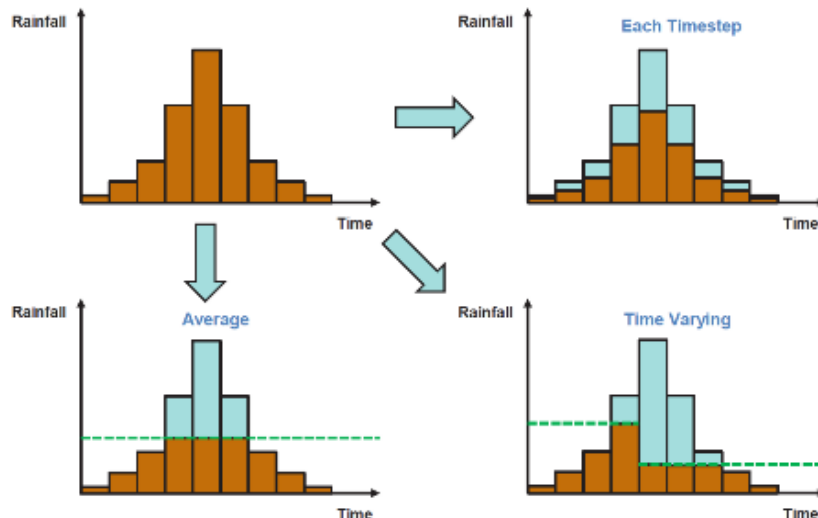 Rainfall
Time
Rainfall
Each Timestep
Time
Rainfall
Average
Time
Rainfall
Time Varying
Time